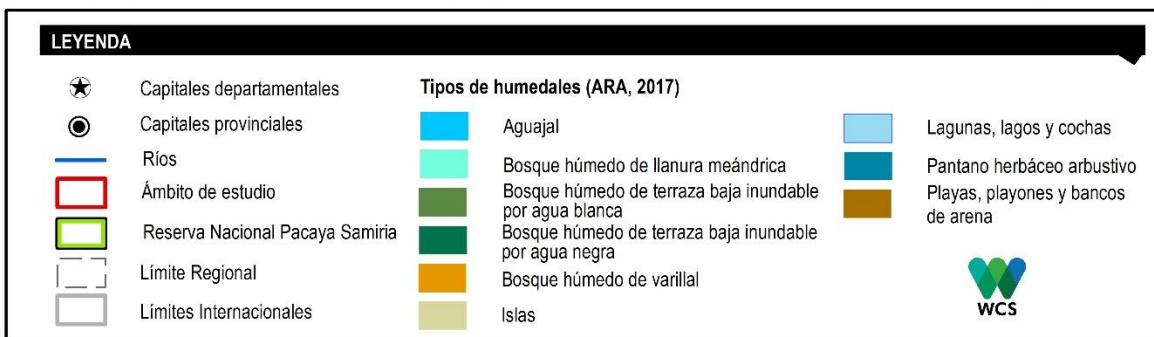 LEYENDA
Capitales departamentales
Capitales provinciales
Ríos
Ámbito de estudio
Reserva Nacional Pacaya Samiria
Límite Regional
Límites Internacionales
Tipos de humedales (ARA, 2017)
Aguajal
Bosque húmedo de llanura meándrica
Bosque húmedo de terraza baja inundable
por agua blanca
Bosque húmedo de terraza baja inundable
por agua negra
Bosque húmedo de varillal
Islas
Lagunas, lagos y cochas
Pantano herbáceo arbustivo
Playas, playones y bancos
de arena
WCS